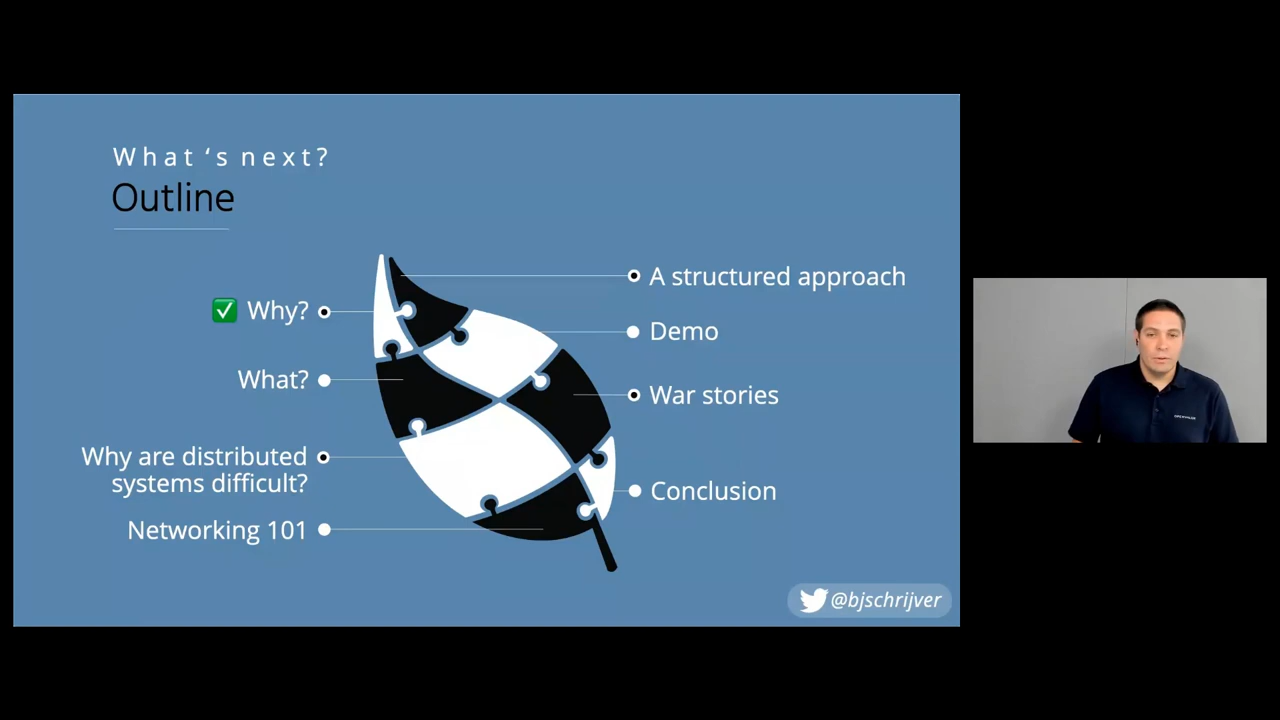 What ‘s next?
Outline
✅ Why?
What?
Why are distributed
systems difficult?
Networking 101
A structured approach
Demo
War stories
Conclusion
@bjschrijver